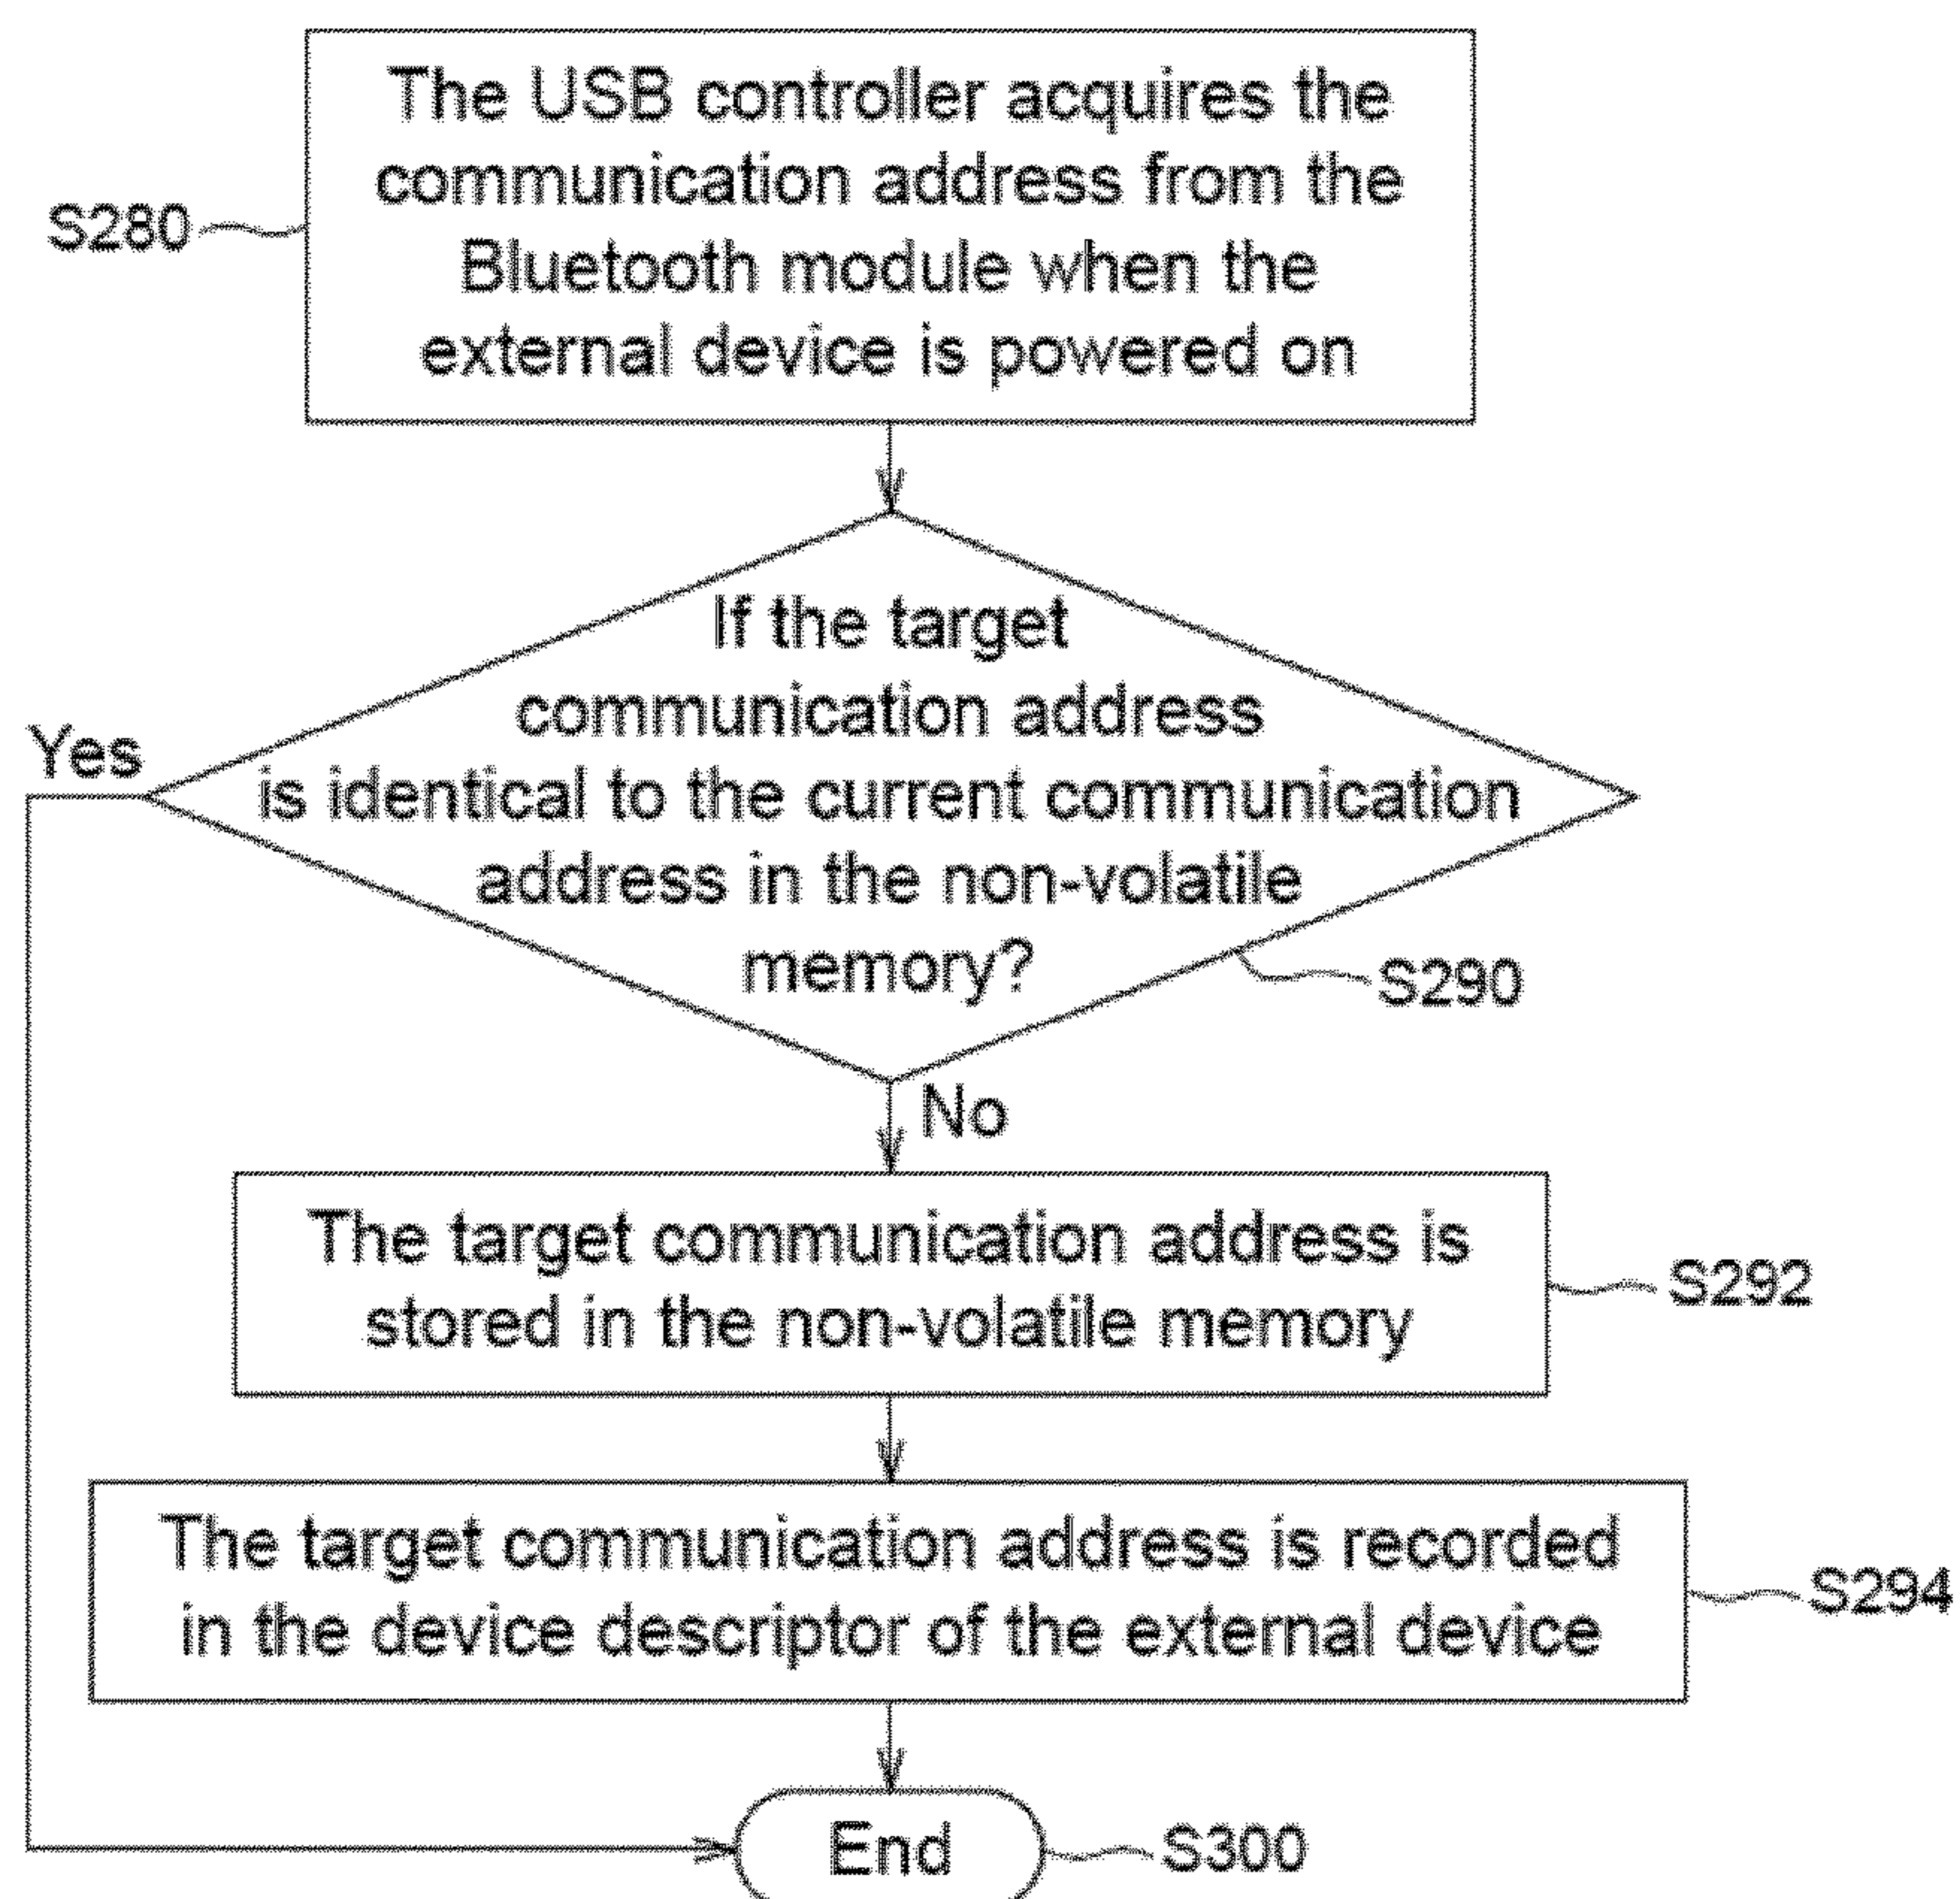 The USB controller acquires the
communication address from the
Bluetooth module when the
external device is powered on
S280
If the target
communication address
is identical to the current communication
address in the non-volatile
memory?
Yes
S290
No
The target communication address is
stored in the non-volatile memory
S292
The target communication address is recorded
in the device descriptor of the external device
S294
End
S300